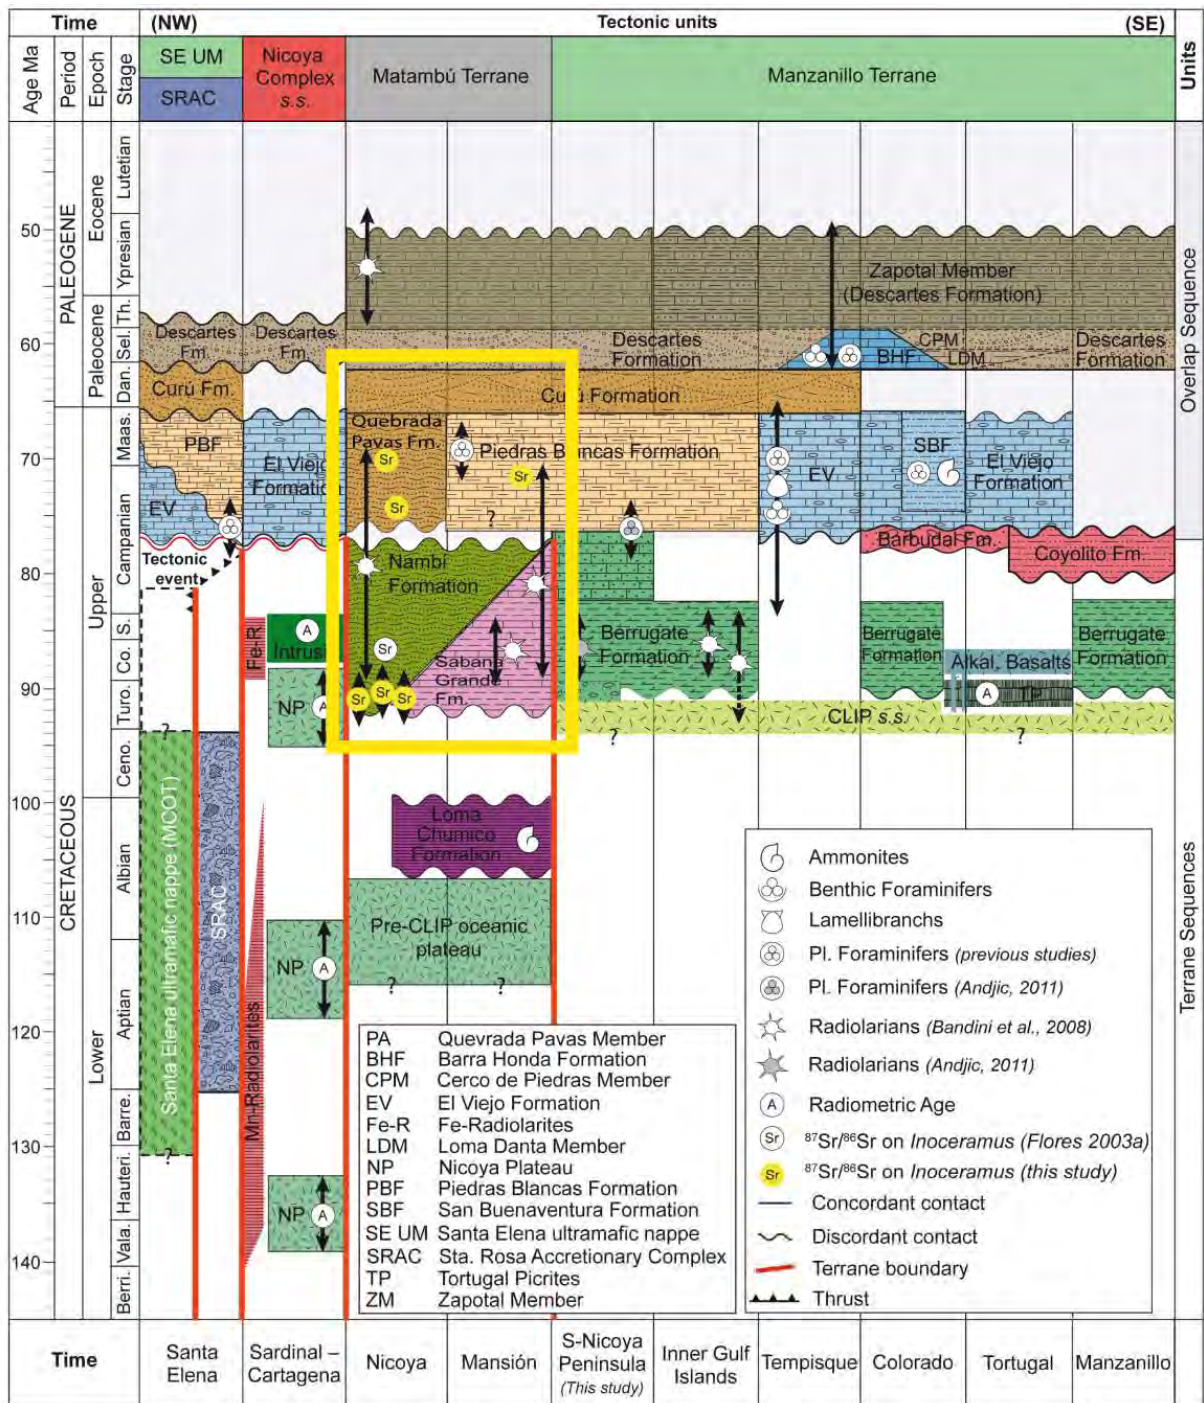 Time
(NW)
Tectonic units
(SE)
Age Ma
Period
Epoch
Stage
SE UM
SRAC
Nicoya
Complex
s.s.
Matambú Terrane
Manzanillo Terrane
Units
50
60
70
80
90
100
110
120
130
140
PALEOGENE
CRETACEOUS
Eocene
Paleocene
Upper
Lower
Lutetian
Ypresian
Th.
Sel.
Dan.
Maas.
Campanian
S.
Co.
Turo.
Ceno.
Albian
Aptian
Barre.
Hauteri.
Vala.
Berri.
Overlap Sequence
Terrane Sequences
Zapotal Member
(Descartes Formation)
Descartes
Fm.
Descartes
Fm.
Descartes
Formation
CPM
BHF
LDM
Descartes
Formation
Curú Fm.
Curú Formation
PBF
EV
El Viejo
Formation
Quebrada
Pavas Fm.
Sr
Sr
Piedras Blancas Formation
Sr
?
EV
SBF
El Viejo
Formation
Tectonic
event
Nambí
Formation
Barbudal Fm.
Coyolito Fm.
Fe-R
A
Intrus
Sr
Sabana
Grande
Fm.
Berrugate
Formation
Berrugate
Formation
Alkal. Basalts
Berrugate
Formation
NP
A
Sr
Sr
Sr
A
TP
CLIP s.s.
?
?
?
Santa Elena ultramafic nappe (MCOT)
SRAC
Mn-Radiolarites
Loma
Chumico
Formation
Pre-CLIP oceanic
plateau
?
?
NP
A
?
NP
A
PA Quevrada Pavas Member
BHF Barra Honda Formation
CPM Cerco de Piedras Member
EV El Viejo Formation
Fe-R Fe-Radiolarites
LDM Loma Danta Member
NP Nicoya Plateau
PBF Piedras Blancas Formation
SBF San Buenaventura Formation
SE UM Santa Elena ultramafic nappe
SRAC Sta. Rosa Accretionary Complex
TP Tortugal Picrites
ZM Zapotal Member
Ammonites
Benthic Foraminifers
Lamellibranchs
Pl. Foraminifers (previous studies)
Pl. Foraminifers (Andjic, 2011)
Radiolarians (Bandini et al., 2008)
Radiolarians (Andjic, 2011)
A Radiometric Age
Sr ⁸⁷Sr/⁸⁶Sr on Inoceramus (Flores 2003a)
Sr ⁸⁷Sr/⁸⁶Sr on Inoceramus (this study)
Concordant contact
Discordant contact
Terrane boundary
Thrust
Time
Santa
Elena
Sardinal –
Cartagena
Nicoya
Mansión
S-Nicoya
Peninsula
(This study)
Inner Gulf
Islands
Tempisque
Colorado
Tortugal
Manzanillo